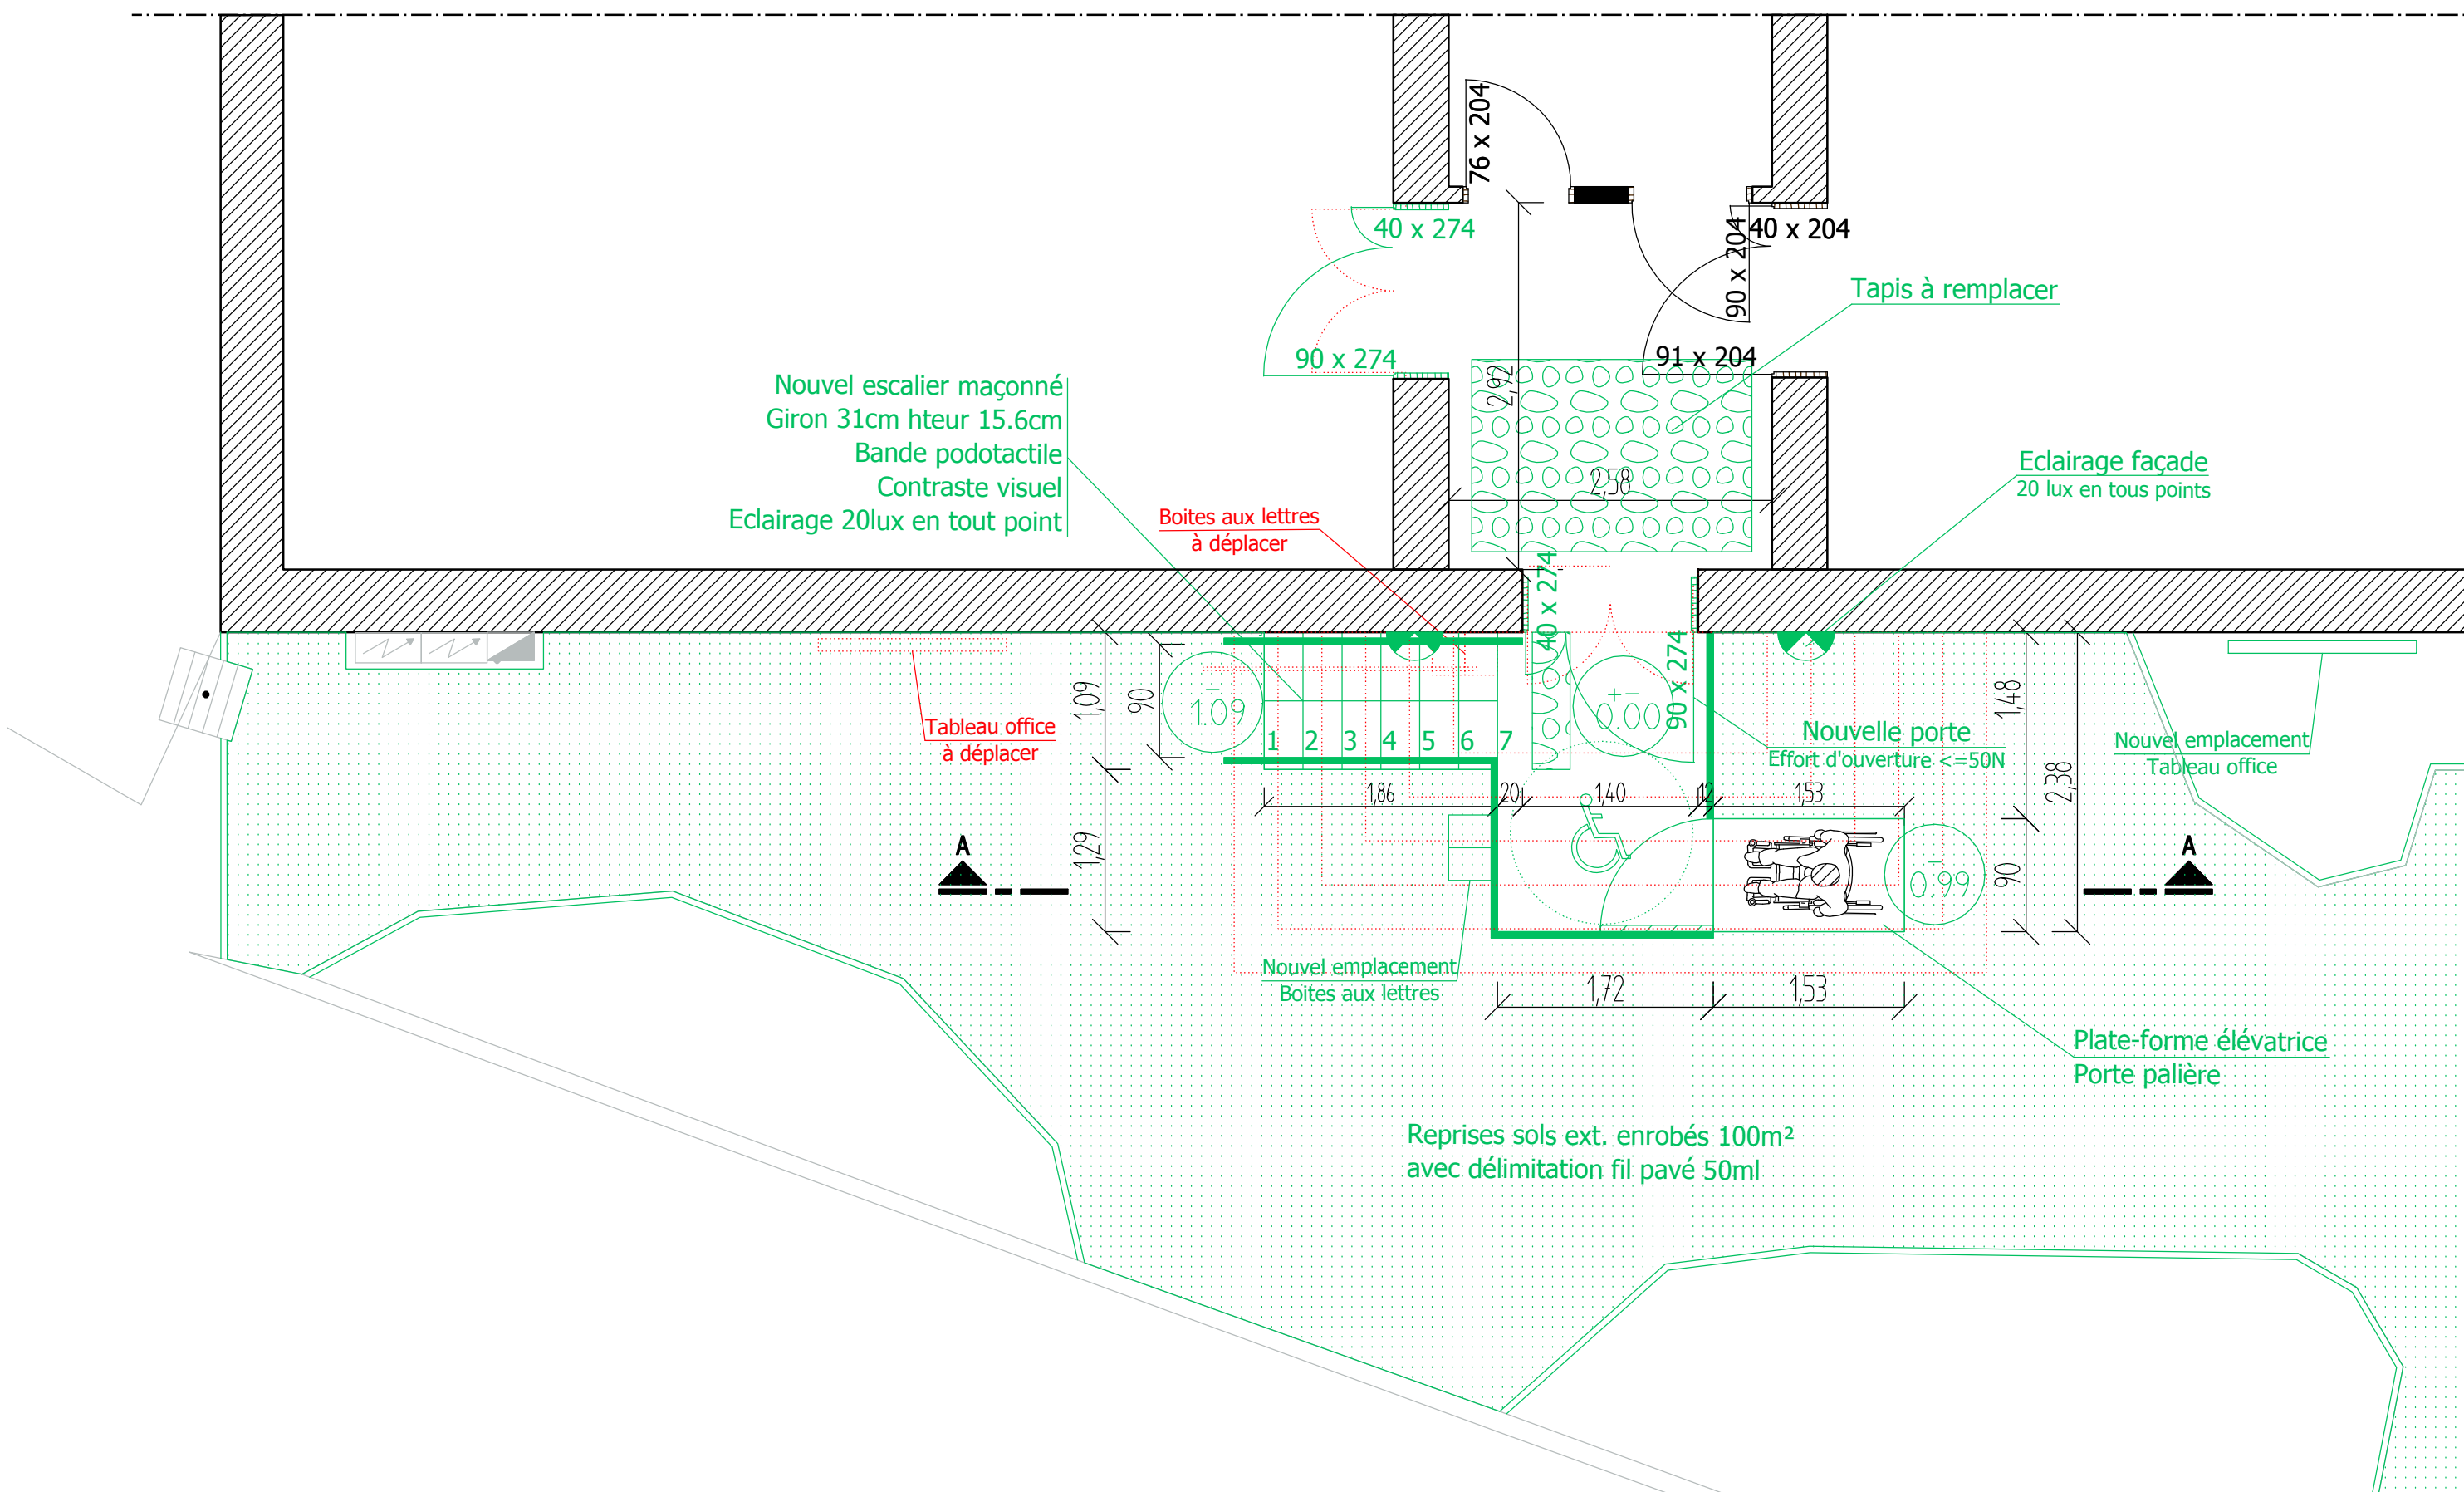 76 x 204
40 x 274
40 x 204
90 x 204
Tapis à remplacer
90 x 274
91 x 204
2,92
Nouvel escalier maçonné
Giron 31cm hteur 15.6cm
Bande podotactile
Contraste visuel
Eclairage 20lux en tout point
2,58
Eclairage façade
20 lux en tous points
Boites aux lettres
à déplacer
40 x 274
90 x 274
1,09
90
- 1.09
+- 0.00
1,48
2,38
Tableau office
à déplacer
1 2 3 4 5 6 7
Nouvelle porte
Effort d'ouverture <=50N
Nouvel emplacement
Tableau office
1,86
20
1,40
12
1,53
1,29
A
A
- 0.99
90
Nouvel emplacement
Boites aux lettres
1,72
1,53
Plate-forme élévatrice
Porte palière
Reprises sols ext. enrobés 100m²
avec délimitation fil pavé 50ml